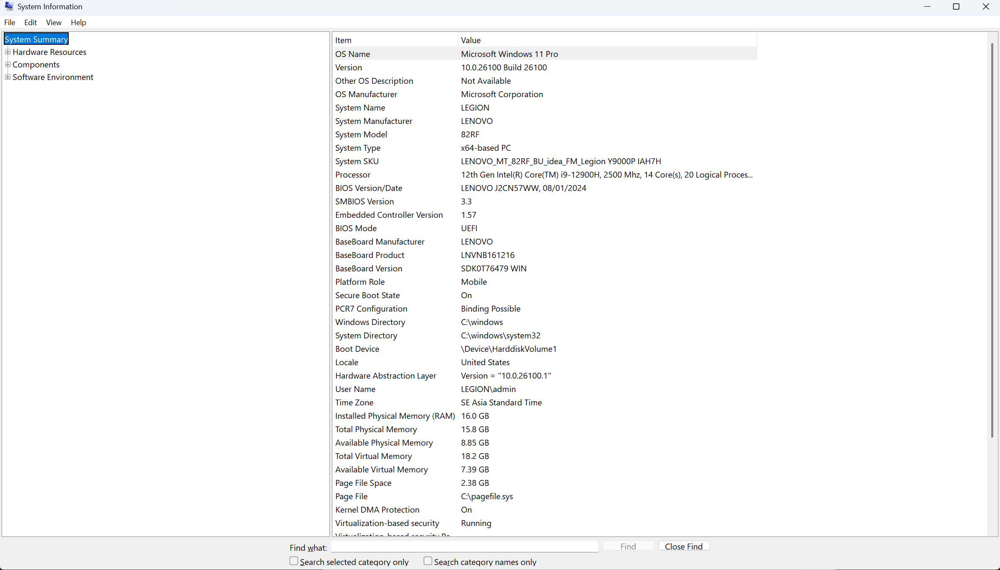 System Information
File Edit View Help
System Summary
Hardware Resources
Components
Software Environment
Item Value
OS Name Microsoft Windows 11 Pro
Version 10.0.26100 Build 26100
Other OS Description Not Available
OS Manufacturer Microsoft Corporation
System Name LEGION
System Manufacturer LENOVO
System Model 82RF
System Type x64-based PC
System SKU LENOVO_MT_82RF_BU_idea_FM_Legion Y9000P IAH7H
Processor 12th Gen Intel(R) Core(TM) i9-12900H, 2500 Mhz, 14 Core(s), 20 Logical Proces...
BIOS Version/Date LENOVO J2CN57WW, 08/01/2024
SMBIOS Version 3.3
Embedded Controller Version 1.57
BIOS Mode UEFI
BaseBoard Manufacturer LENOVO
BaseBoard Product LNVNB161216
BaseBoard Version SDK0T76479 WIN
Platform Role Mobile
Secure Boot State On
PCR7 Configuration Binding Possible
Windows Directory C:\windows
System Directory C:\windows\system32
Boot Device \Device\HarddiskVolume1
Locale United States
Hardware Abstraction Layer Version = "10.0.26100.1"
User Name LEGION\admin
Time Zone SE Asia Standard Time
Installed Physical Memory (RAM) 16.0 GB
Total Physical Memory 15.8 GB
Available Physical Memory 8.85 GB
Total Virtual Memory 18.2 GB
Available Virtual Memory 7.39 GB
Page File Space 2.38 GB
Page File C:\pagefile.sys
Kernel DMA Protection On
Virtualization-based security Running
Virtualization-based security
Find what: Find Close Find
Search selected category only Search category names only